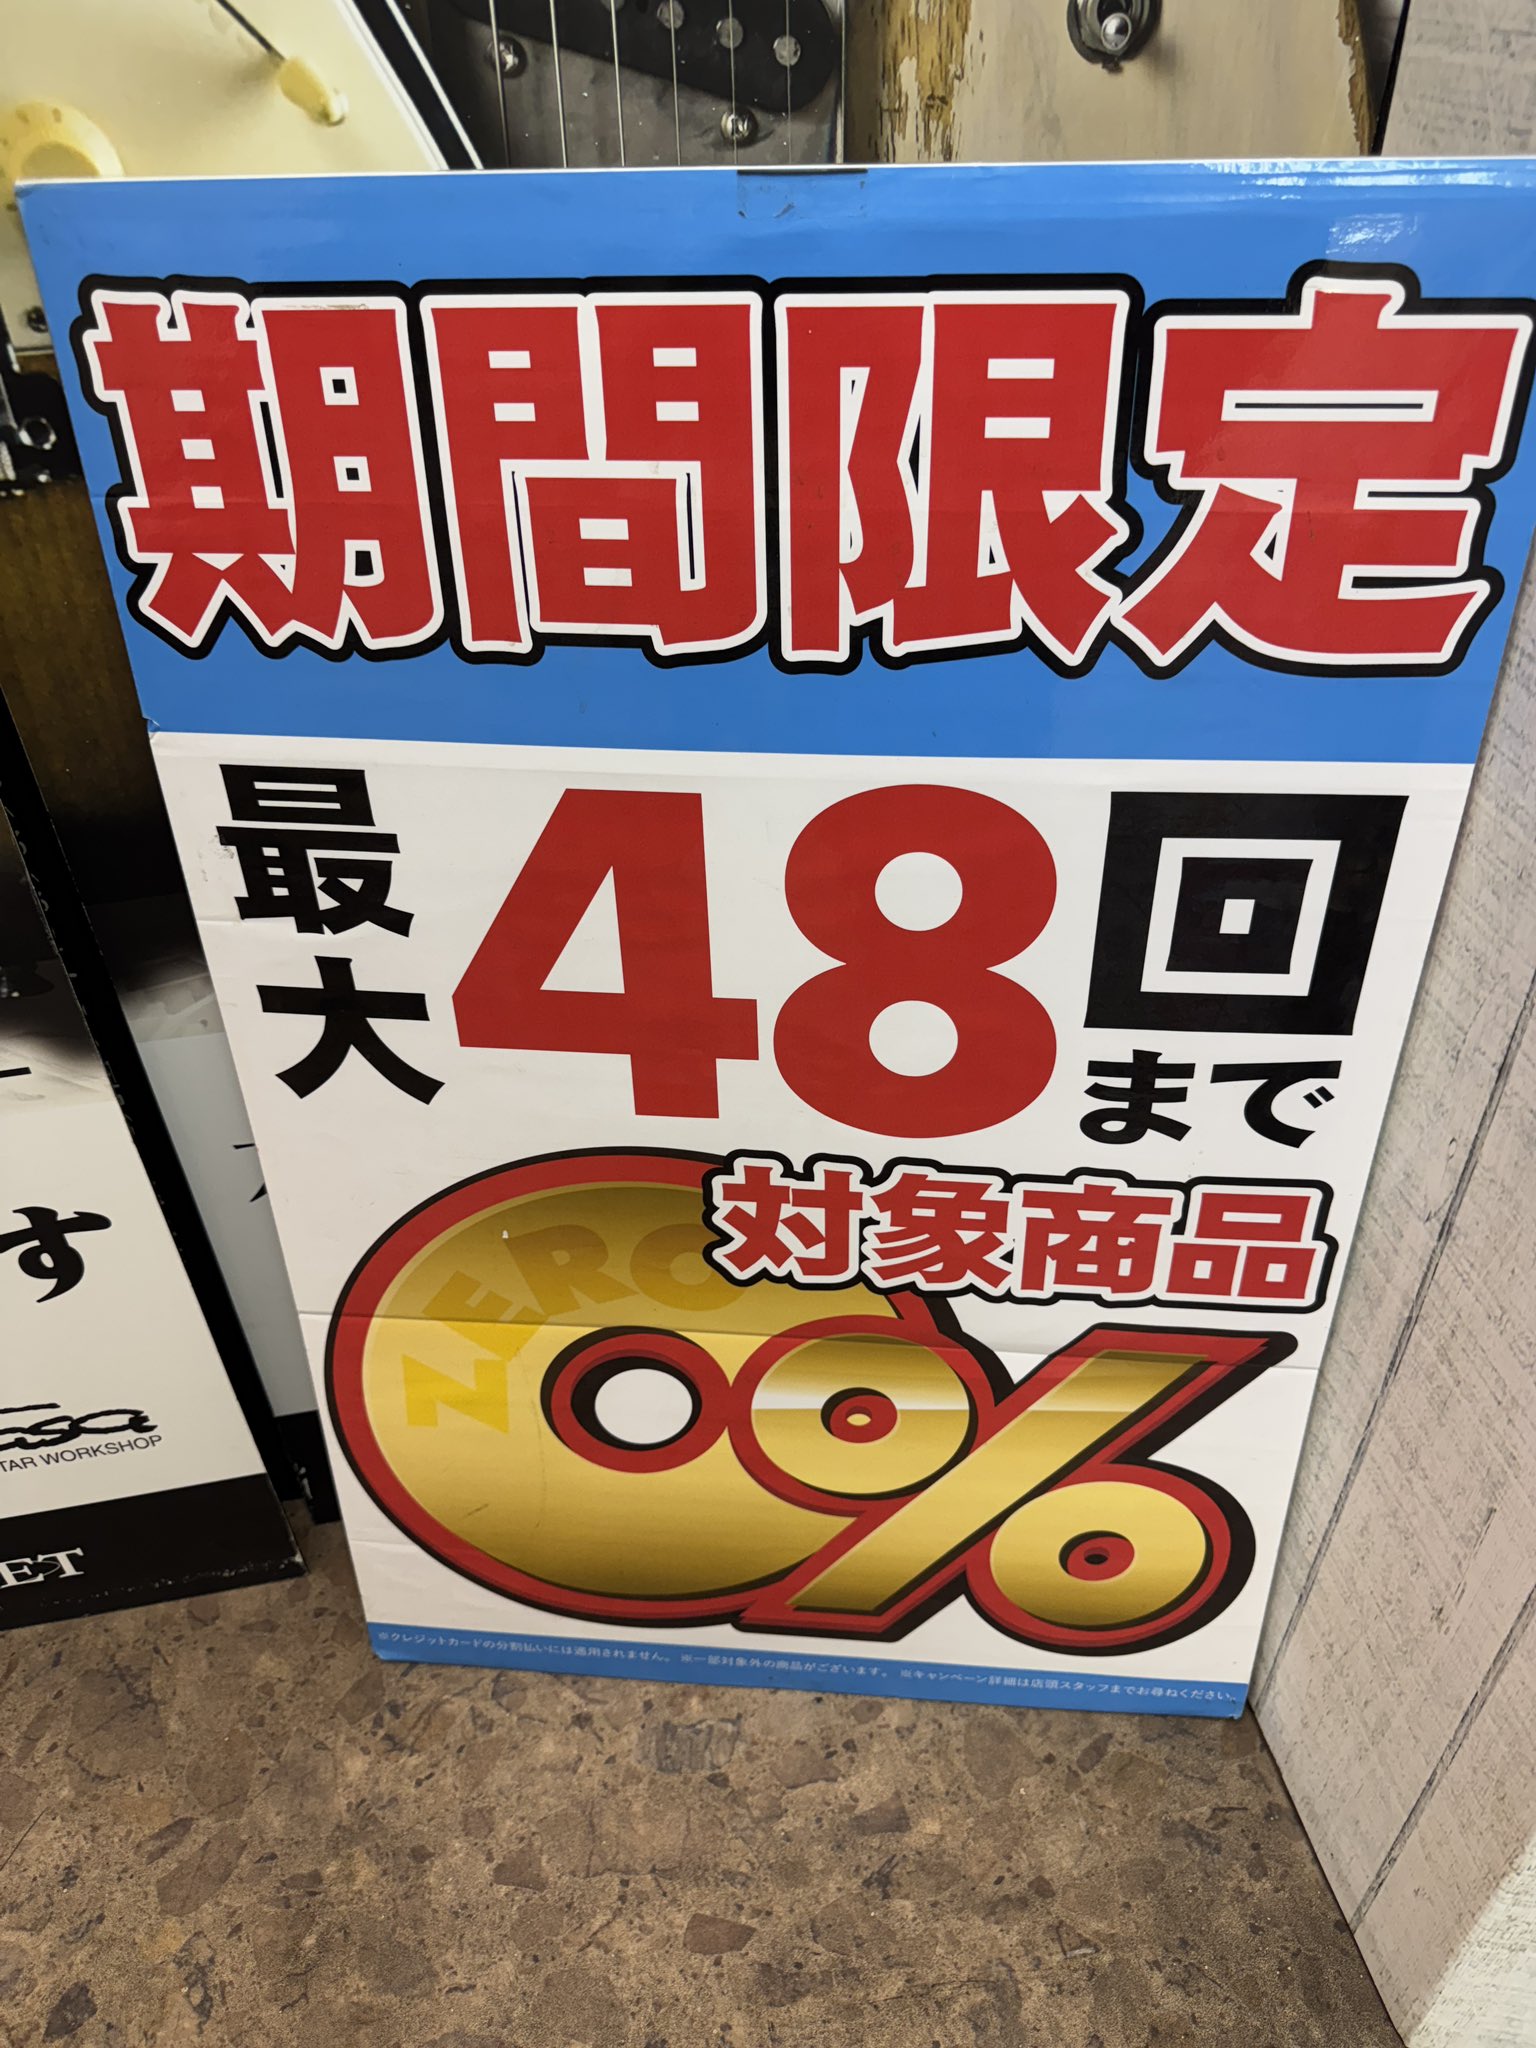 期間限定
最大48回まで
対象商品
ZERO
0%
※クレジットカードの分割払いには適用されません。 ※一部対象外の商品がございます。 ※キャンペーン詳細は店頭スタッフまでお尋ねください。
す
TAR WORKSHOP
ET